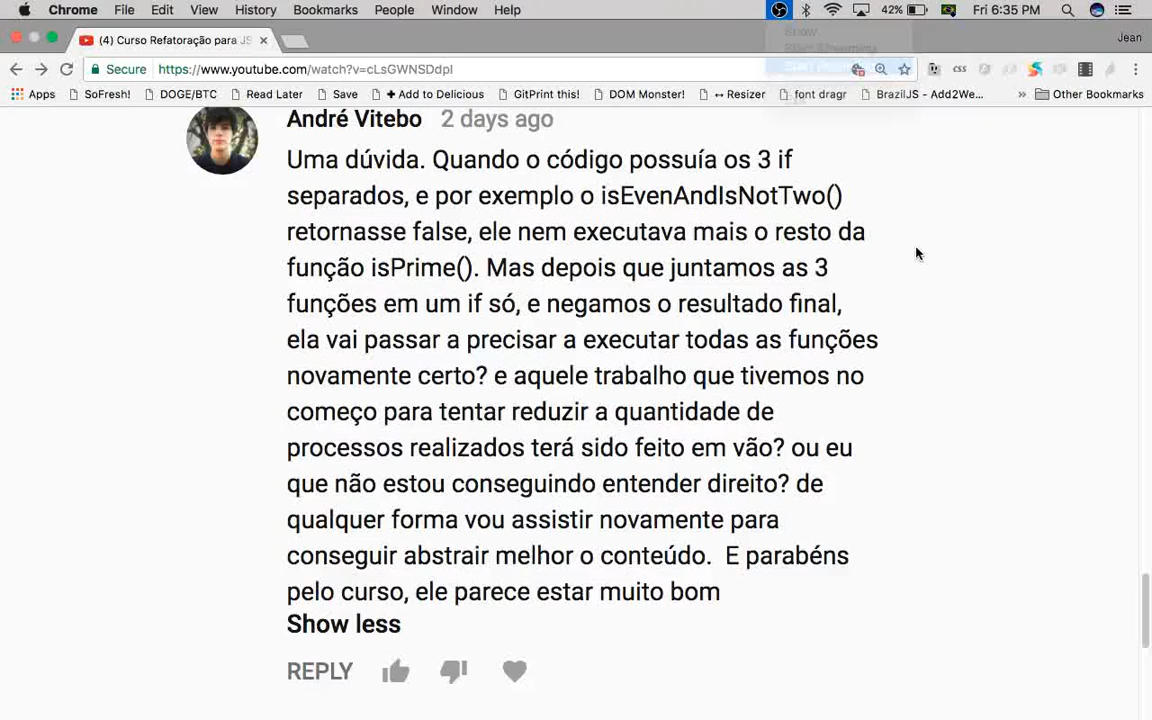 Chrome File Edit View History Bookmarks People Window Help 42% Fri 6:35 PM
(4) Curso Refatoração para JS
Jean
Secure https://www.youtube.com/watch?v=cLsGWNSDdpI
Apps SoFresh! DOGE/BTC Read Later Save + Add to Delicious GitPrint this! DOM Monster! ↔ Resizer font dragr BrazilJS - Add2We... » Other Bookmarks
André Vitebo 2 days ago
Uma dúvida. Quando o código possuía os 3 if
separados, e por exemplo o isEvenAndIsNotTwo()
retornasse false, ele nem executava mais o resto da
função isPrime(). Mas depois que juntamos as 3
funções em um if só, e negamos o resultado final,
ela vai passar a precisar a executar todas as funções
novamente certo? e aquele trabalho que tivemos no
começo para tentar reduzir a quantidade de
processos realizados terá sido feito em vão? ou eu
que não estou conseguindo entender direito? de
qualquer forma vou assistir novamente para
conseguir abstrair melhor o conteúdo. E parabéns
pelo curso, ele parece estar muito bom
Show less
REPLY